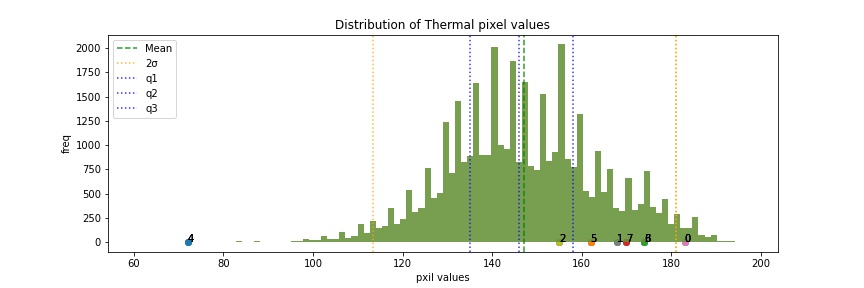 Distribution of Thermal pixel values
Mean
2σ
q1
q2
q3
freq
2000
1750
1500
1250
1000
750
500
250
0
4 2 5 1 7 0
60 80 100 120 140 160 180 200
pxil values